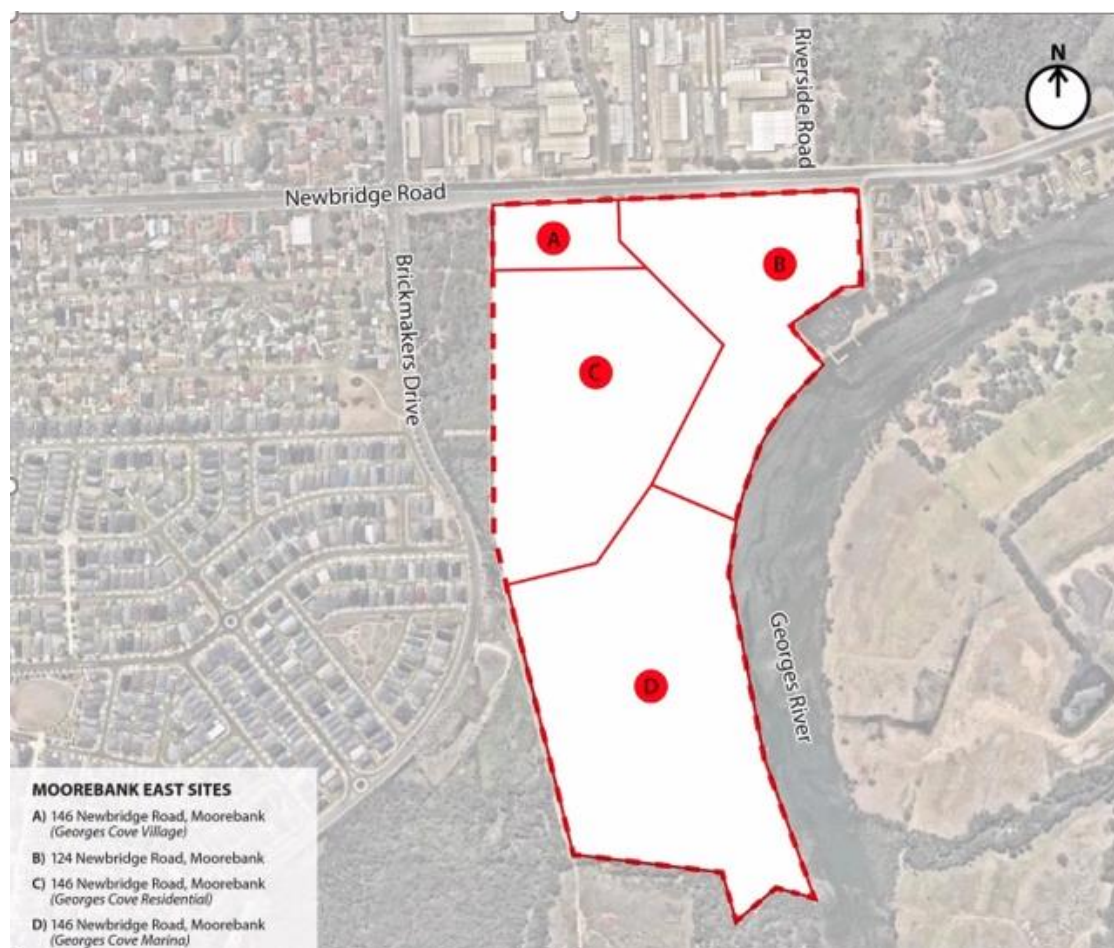 N
Riverside Road
Newbridge Road
A
B
Brickmakers Drive
C
Georges River
D
MOOREBANK EAST SITES
A) 146 Newbridge Road, Moorebank
(Georges Cove Village)
B) 124 Newbridge Road, Moorebank
C) 146 Newbridge Road, Moorebank
(Georges Cove Residential)
D) 146 Newbridge Road, Moorebank
(Georges Cove Marina)